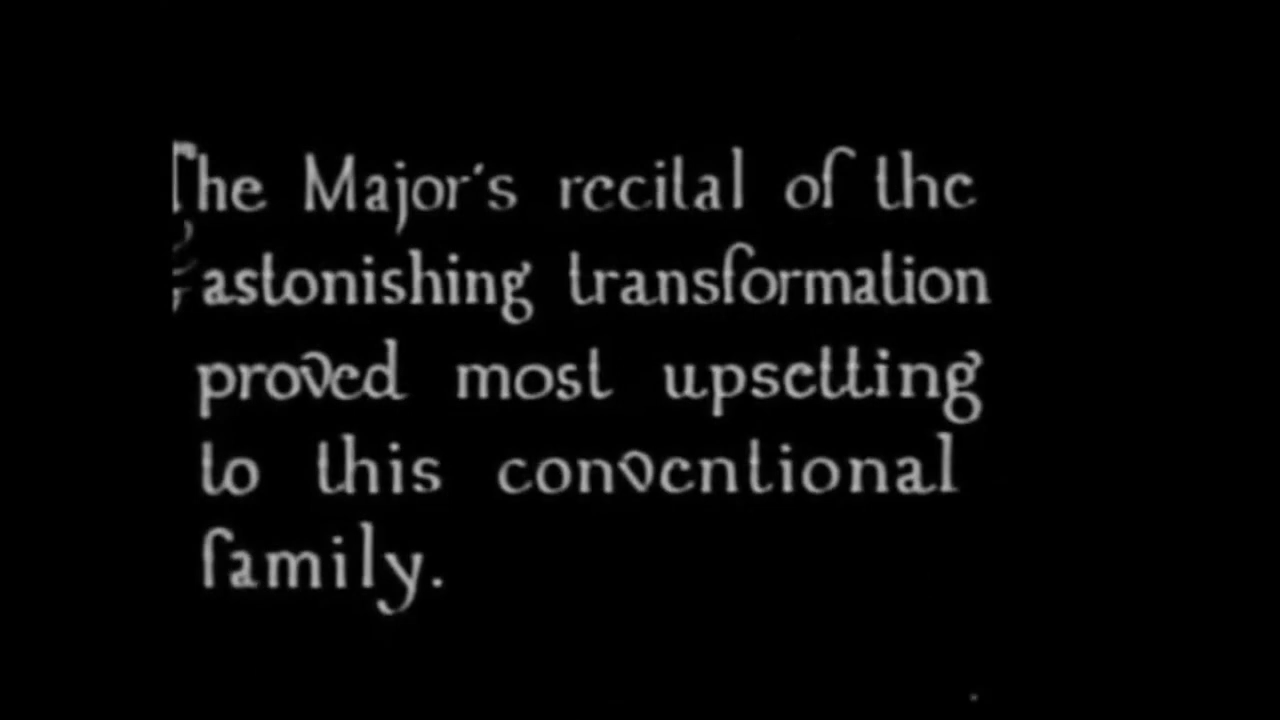 The Major's recital of the
astonishing transformation
proved most upsetting
to this conventional
family.